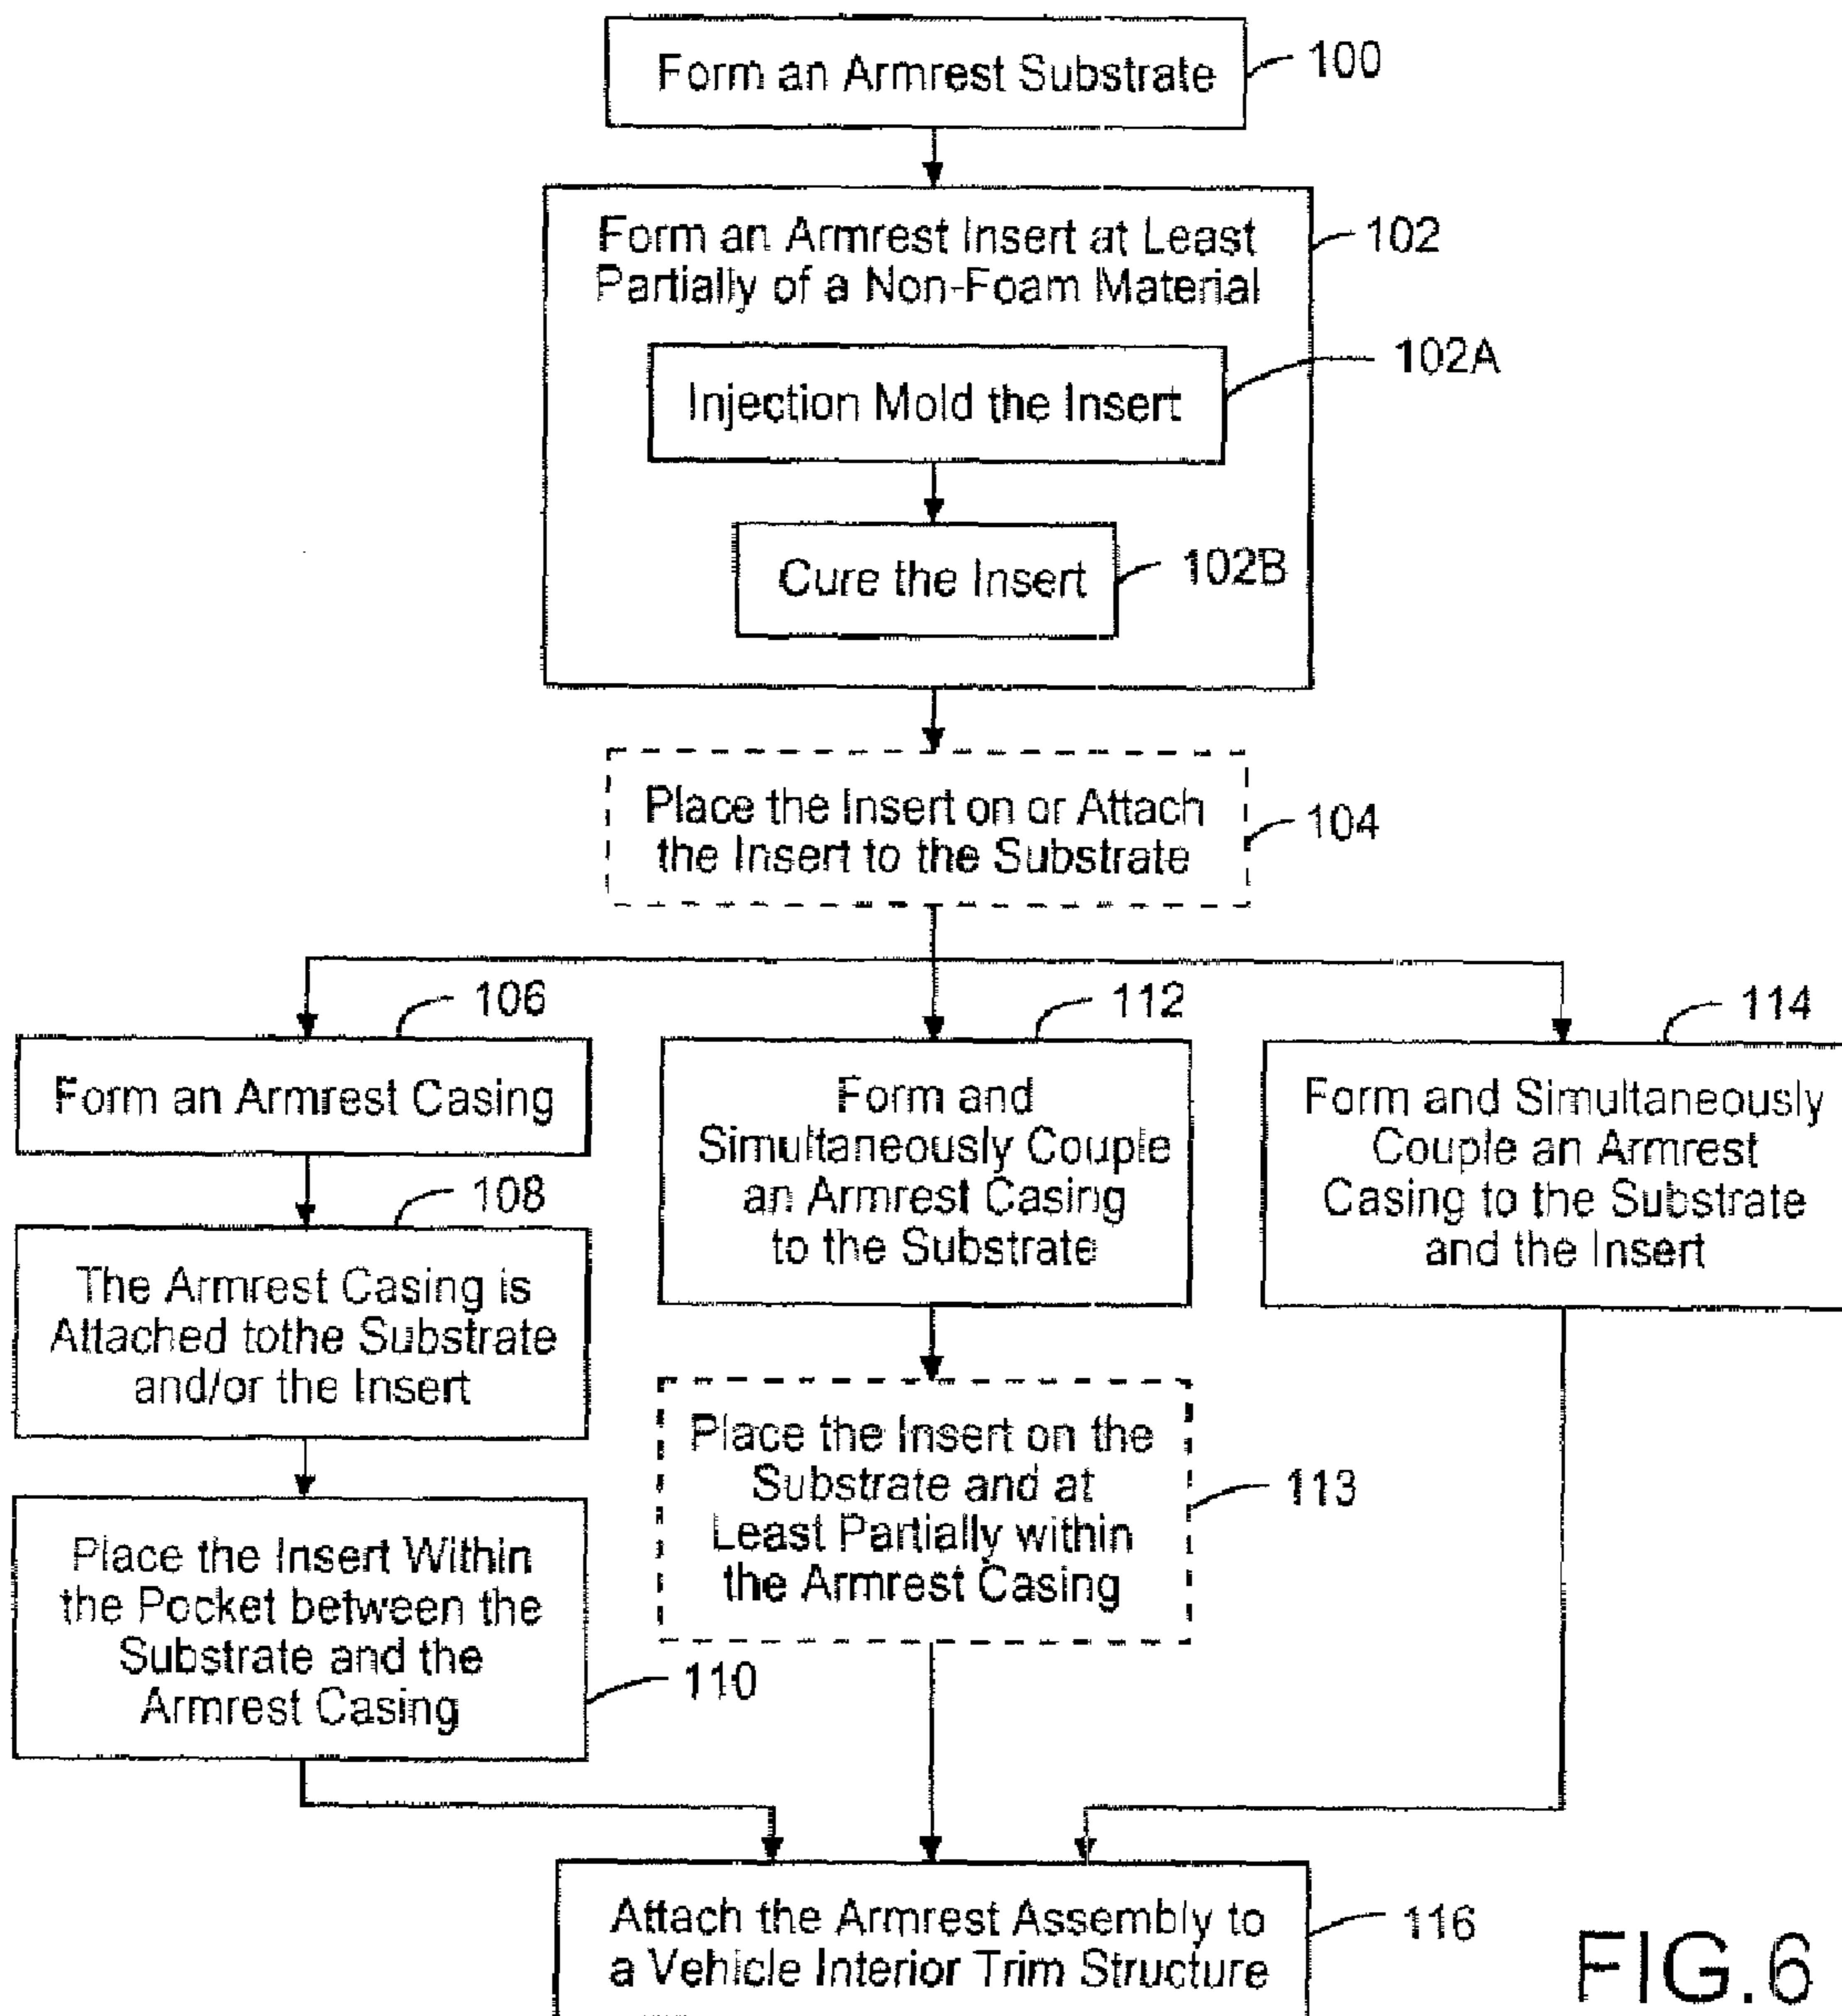 Form an Armrest Substrate
100
Form an Armrest Insert at Least
Partially of a Non-Foam Material
102
Injection Mold the Insert
102A
Cure the Insert
102B
Place the Insert on or Attach
the Insert to the Substrate
104
106
Form an Armrest Casing
108
The Armrest Casing is
Attached tothe Substrate
and/or the Insert
Place the Insert Within
the Pocket between the
Substrate and the
Armrest Casing
110
112
Form and
Simultaneously Couple
an Armrest Casing
to the Substrate
Place the Insert on the
Substrate and at
Least Partially within
the Armrest Casing
113
114
Form and Simultaneously
Couple an Armrest
Casing to the Substrate
and the Insert
Attach the Armrest Assembly to
a Vehicle Interior Trim Structure
116
FIG.6